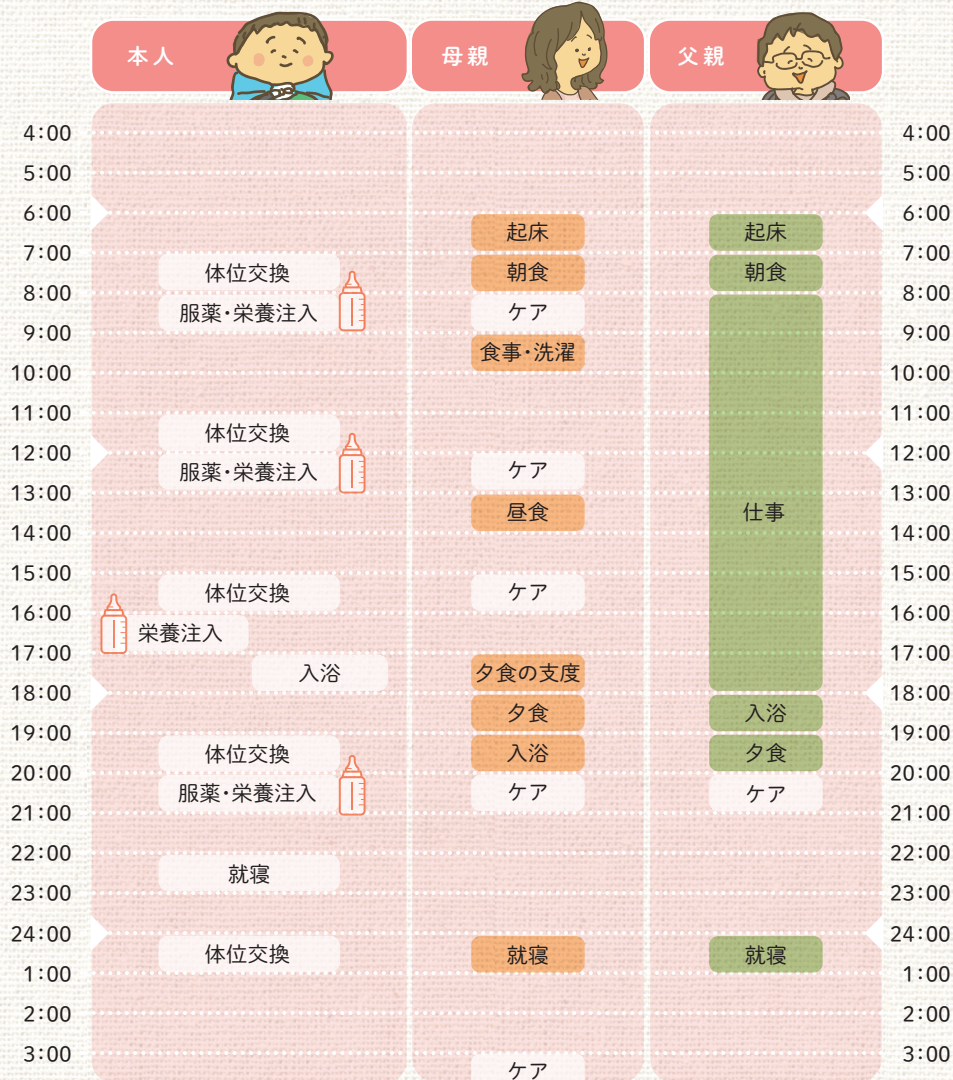 本人 母親 父親
4:00 4:00
5:00 5:00
6:00 6:00
起床 起床
7:00 7:00
体位交換 朝食 朝食
8:00 8:00
服薬・栄養注入 ケア
9:00 9:00
食事・洗濯
10:00 10:00
11:00 11:00
体位交換
12:00 12:00
服薬・栄養注入 ケア
13:00 13:00
昼食 仕事
14:00 14:00
15:00 15:00
体位交換 ケア
16:00 16:00
栄養注入
17:00 17:00
入浴 夕食の支度
18:00 18:00
夕食 入浴
19:00 19:00
体位交換 入浴 夕食
20:00 20:00
服薬・栄養注入 ケア ケア
21:00 21:00
22:00 22:00
就寝
23:00 23:00
24:00 24:00
体位交換 就寝 就寝
1:00 1:00
2:00 2:00
3:00 3:00
ケア